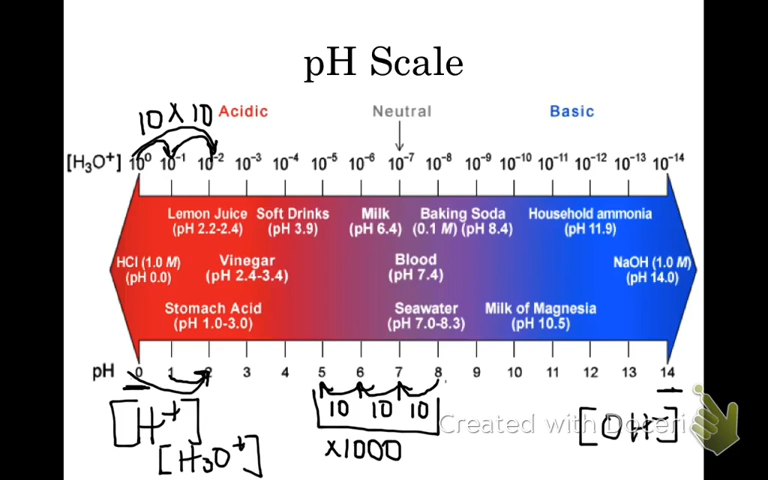 pH Scale
10 X 10
Acidic Neutral Basic
[H₃O⁺] 10⁰ 10⁻¹ 10⁻² 10⁻³ 10⁻⁴ 10⁻⁵ 10⁻⁶ 10⁻⁷ 10⁻⁸ 10⁻⁹ 10⁻¹⁰ 10⁻¹¹ 10⁻¹² 10⁻¹³ 10⁻¹⁴
Lemon Juice Soft Drinks Milk Baking Soda Household ammonia
(pH 2.2-2.4) (pH 3.9) (pH 6.4) (0.1 M) (pH 8.4) (pH 11.9)
HCl (1.0 M) Vinegar Blood NaOH (1.0 M)
(pH 0.0) (pH 2.4-3.4) (pH 7.4) (pH 14.0)
Stomach Acid Seawater Milk of Magnesia
(pH 1.0-3.0) (pH 7.0-8.3) (pH 10.5)
pH 0 1 2 3 4 5 6 7 8 9 10 11 12 13 14
[H⁺] 10 10 10 [OH⁻]
Created with Doceri
[H₃O⁺] X1000